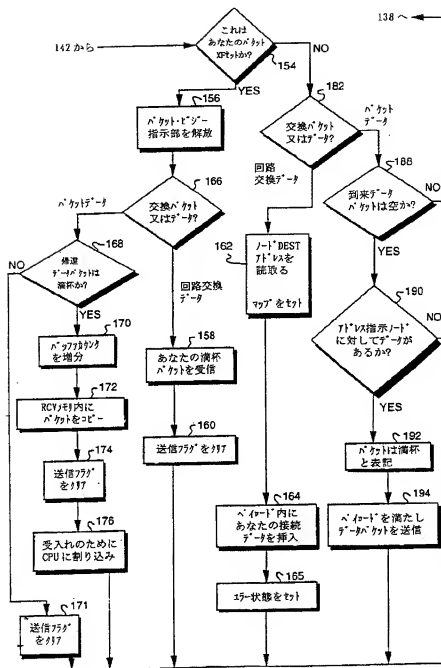 142 から
これは
あなたのパケット
XFセットか?
154
NO
138へ
YES
156
パケット・ビジー
指示部を解放
182
交換パケット
又はデータ?
パケット
データ
回路
交換データ
166
交換パケット
又はデータ?
パケットデータ
回路交換
データ
188
到来データ
パケットは空か?
NO
YES
168
帰還
データパケットは
満杯か?
NO
YES
162
ノードDEST
アドレスを
読取る
マップをセット
190
アドレス指示ノード
に対してデータが
あるか?
NO
YES
170
バッファカウンタ
を増分
158
あなたの満杯
パケットを受信
172
RCVメモリ内に
パケットをコピー
160
送信フラグをクリア
192
パケットは満杯
と表記
174
送信フラグ
をクリア
164
ペイロード内に
あなたの接続
データを挿入
194
ペイロードを満たし
データパケットを送信
176
受入れのために
CPUに割り込み
165
エラー状態をセット
171
送信フラグ
をクリア